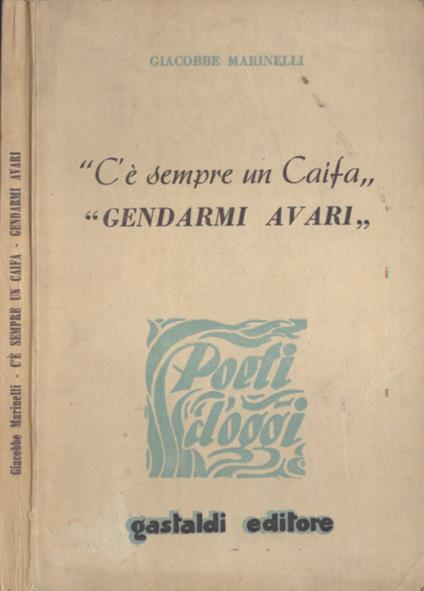 Giacobbe Marinelli - C'È SEMPRE UN CAIFA - GENDARMI AVARI
GIACOBBE MARINELLI
“C'è sempre un Caifa„
“GENDARMI AVARI„
Poeti
d'oggi
gastaldi editore